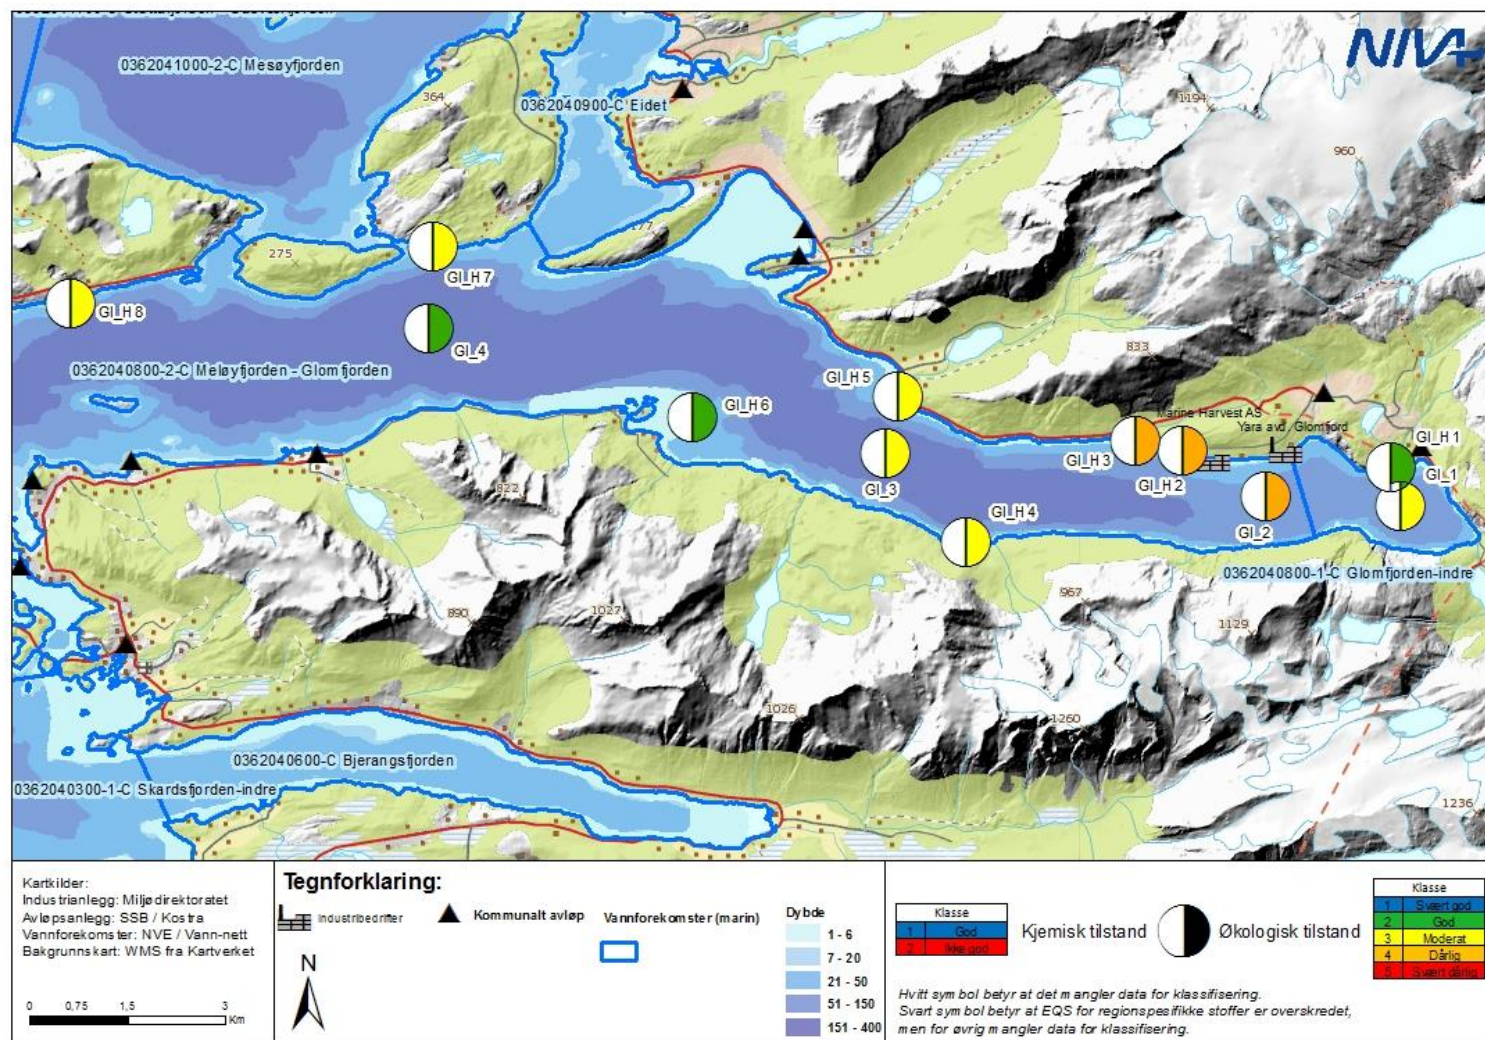 NIVA
0362041000-2-C Mesøyfjorden
364
0362040900-C Eidet
1194
960
177
275
GI_H7
GI_H8
GI_4
833
0362040800-2-C Meløyfjorden - Glomfjorden
GI_H5
Marine Harvest AS
Yara avd. Glomfjord
GI_H6
GI_H1
GI_H3
GI_H2
GI_1
GI_3
822
GI_2
GI_H4
0362040800-1-C Glomfjorden-indre
967
890
1027
1129
1026
1260
0362040600-C Bjerangsfjorden
0362040300-1-C Skardsfjorden-indre
1236
Kartkilder:
Industrianlegg: Miljødirektoratet
Avløpsanlegg: SSB / Kostra
Vannforekomster: NVE / Vann-nett
Bakgrunnskart: WMS fra Kartverket
0 0,75 1,5 3
Km
Tegnforklaring:
Industribedrifter
Kommunalt avløp
Vannforekomster (marin)
N
Dybde
1 - 6
7 - 20
21 - 50
51 - 150
151 - 400
Klasse
1 God
2 Ikke god
Kjemisk tilstand
Økologisk tilstand
Klasse
1 Svært god
2 God
3 Moderat
4 Dårlig
5 Svært dårlig
Hvitt symbol betyr at det mangler data for klassifisering.
Svart symbol betyr at EQS for regionspesifikke stoffer er overskredet,
men for øvrig mangler data for klassifisering.